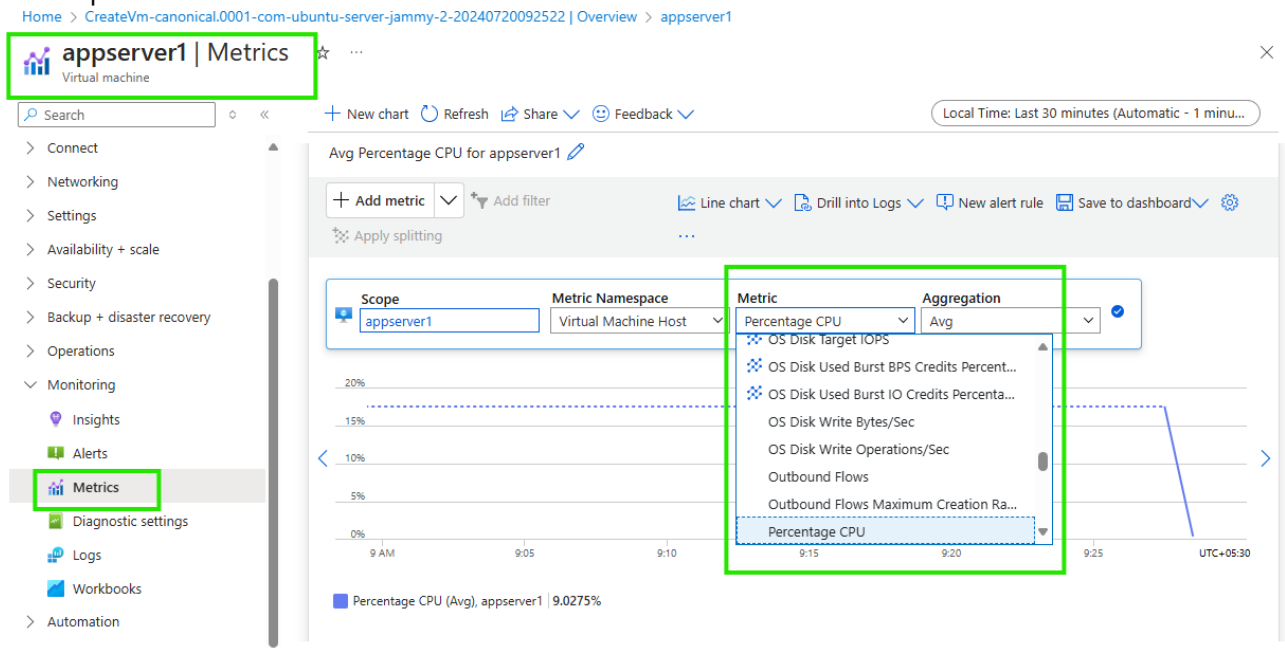 Home > CreateVm-canonical.0001-com-ubuntu-server-jammy-2-20240720092522 | Overview > appserver1
appserver1 | Metrics
Virtual machine
Search
+ New chart Refresh Share Feedback
Local Time: Last 30 minutes (Automatic - 1 minu...
Connect
Networking
Settings
Availability + scale
Security
Backup + disaster recovery
Operations
Monitoring
Insights
Alerts
Metrics
Diagnostic settings
Logs
Workbooks
Automation
Avg Percentage CPU for appserver1
+ Add metric Add filter
Line chart Drill into Logs New alert rule Save to dashboard
Apply splitting
...
Scope Metric Namespace Metric Aggregation
appserver1 Virtual Machine Host Percentage CPU Avg
OS Disk Target IOPS
OS Disk Used Burst BPS Credits Percent...
OS Disk Used Burst IO Credits Percenta...
OS Disk Write Bytes/Sec
OS Disk Write Operations/Sec
Outbound Flows
Outbound Flows Maximum Creation Ra...
Percentage CPU
20%
15%
10%
5%
0%
9 AM 9:05 9:10 9:15 9:20 9:25 UTC+05:30
Percentage CPU (Avg), appserver1 | 9.0275%